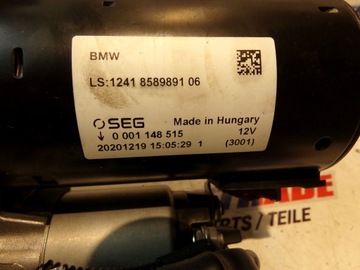 BMW
LS:1241 8589891 06
SEG
Made in Hungary
↓ 0 001 148 515
12V
20201219 15:05:29 1
(3001)
PARTS / TEILE